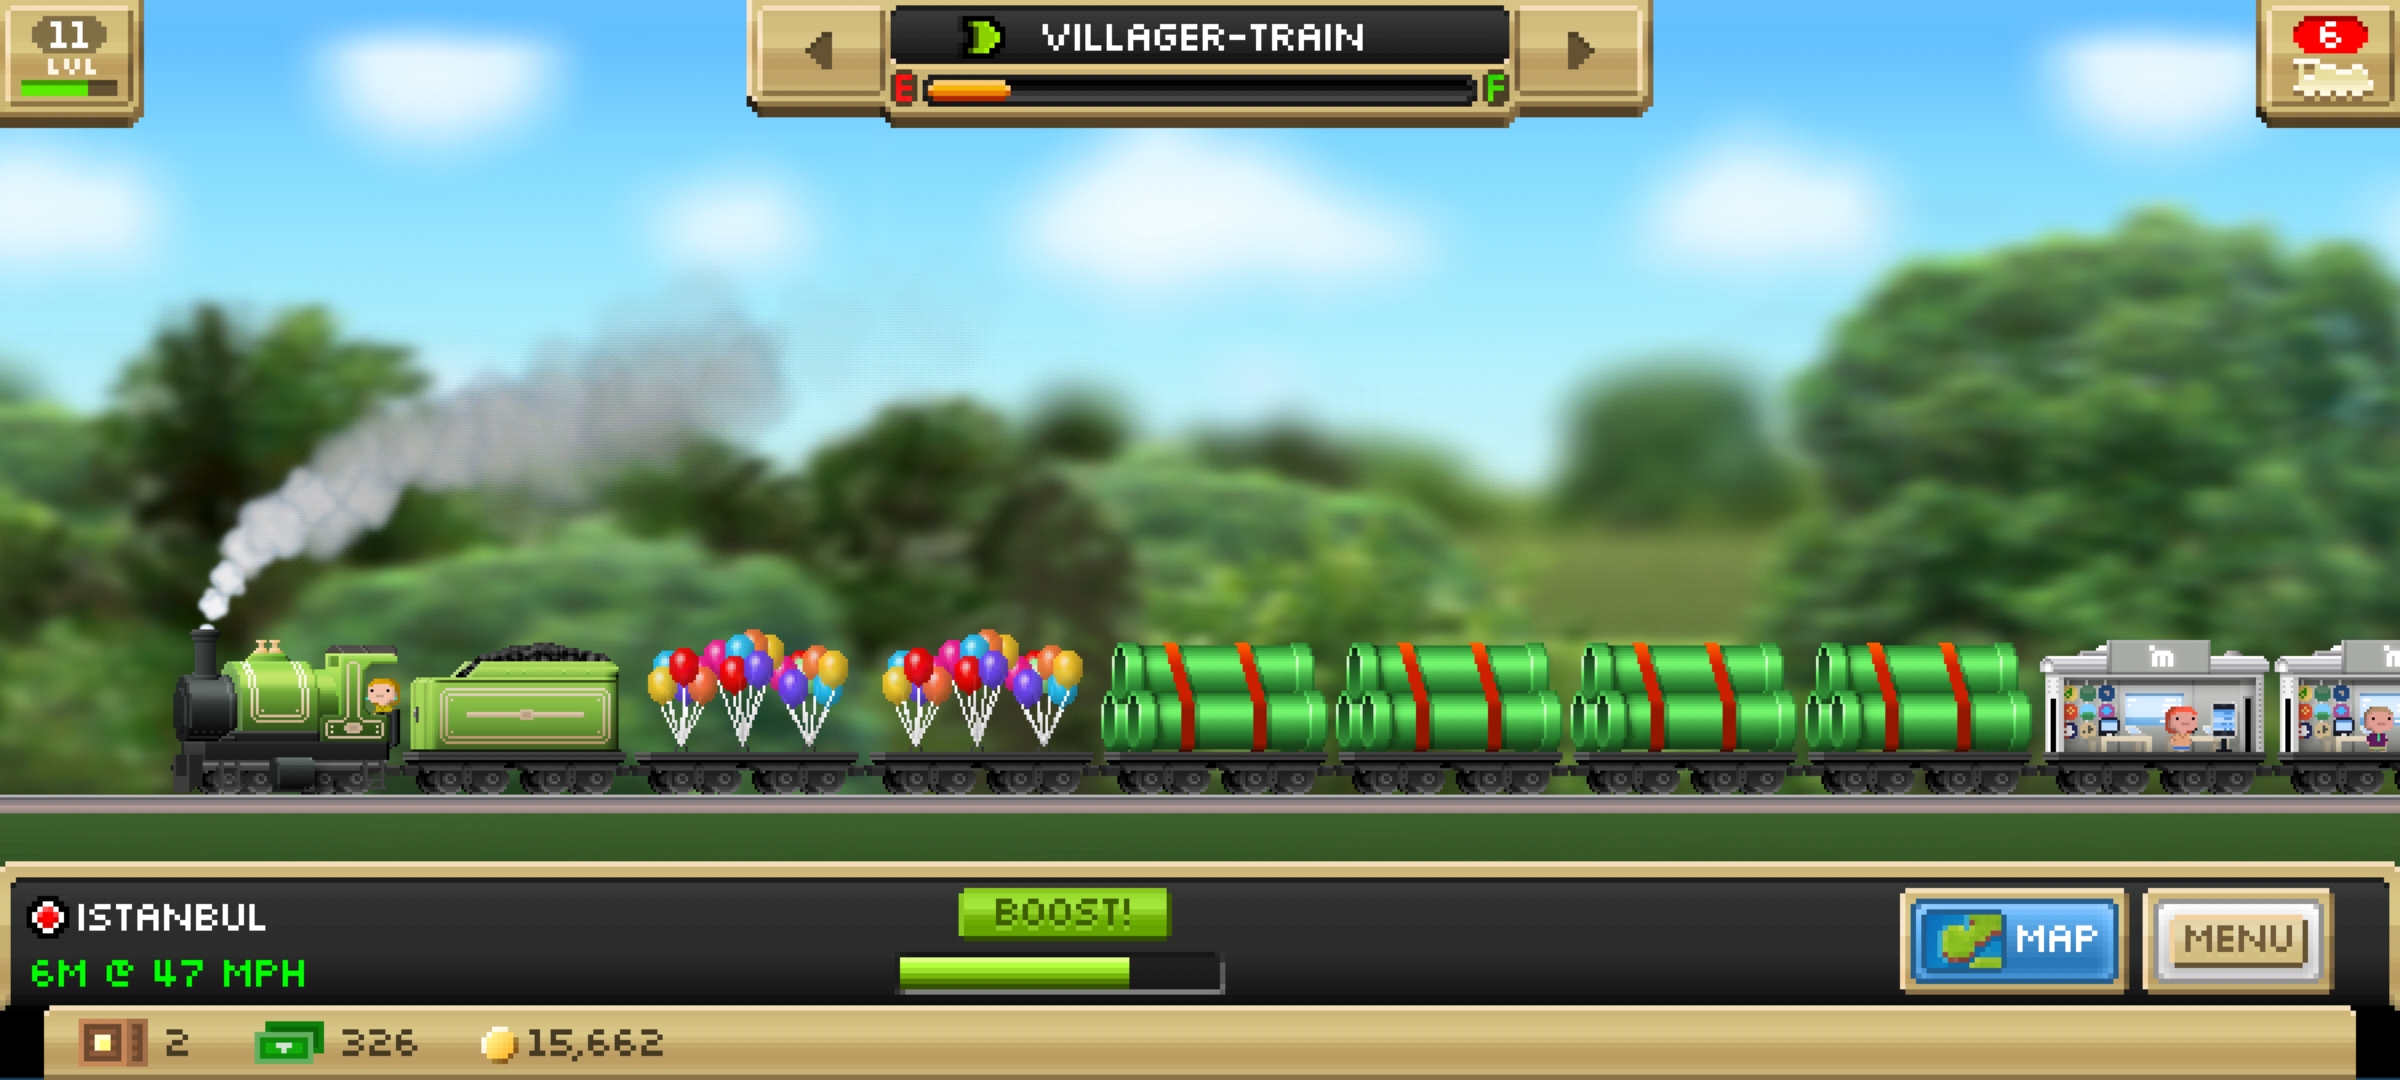 11
LVL
VILLAGER-TRAIN
E F
6
m m
ISTANBUL
6M @ 47 MPH
BOOST!
MAP
MENU
2 326 15,662